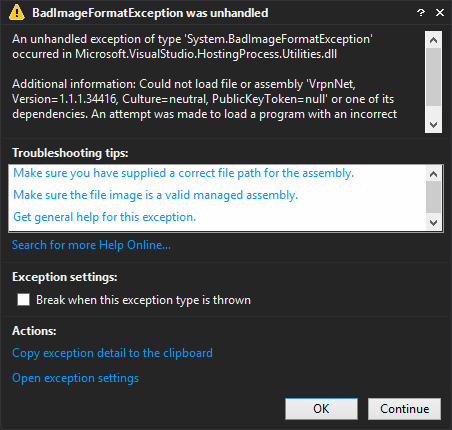 BadImageFormatException was unhandled
? ×
An unhandled exception of type 'System.BadImageFormatException'
occurred in Microsoft.VisualStudio.HostingProcess.Utilities.dll
Additional information: Could not load file or assembly 'VrpnNet,
Version=1.1.1.34416, Culture=neutral, PublicKeyToken=null' or one of its
dependencies. An attempt was made to load a program with an incorrect
Troubleshooting tips:
Make sure you have supplied a correct file path for the assembly.
Make sure the file image is a valid managed assembly.
Get general help for this exception.
Search for more Help Online...
Exception settings:
Break when this exception type is thrown
Actions:
Copy exception detail to the clipboard
Open exception settings
OK
Continue